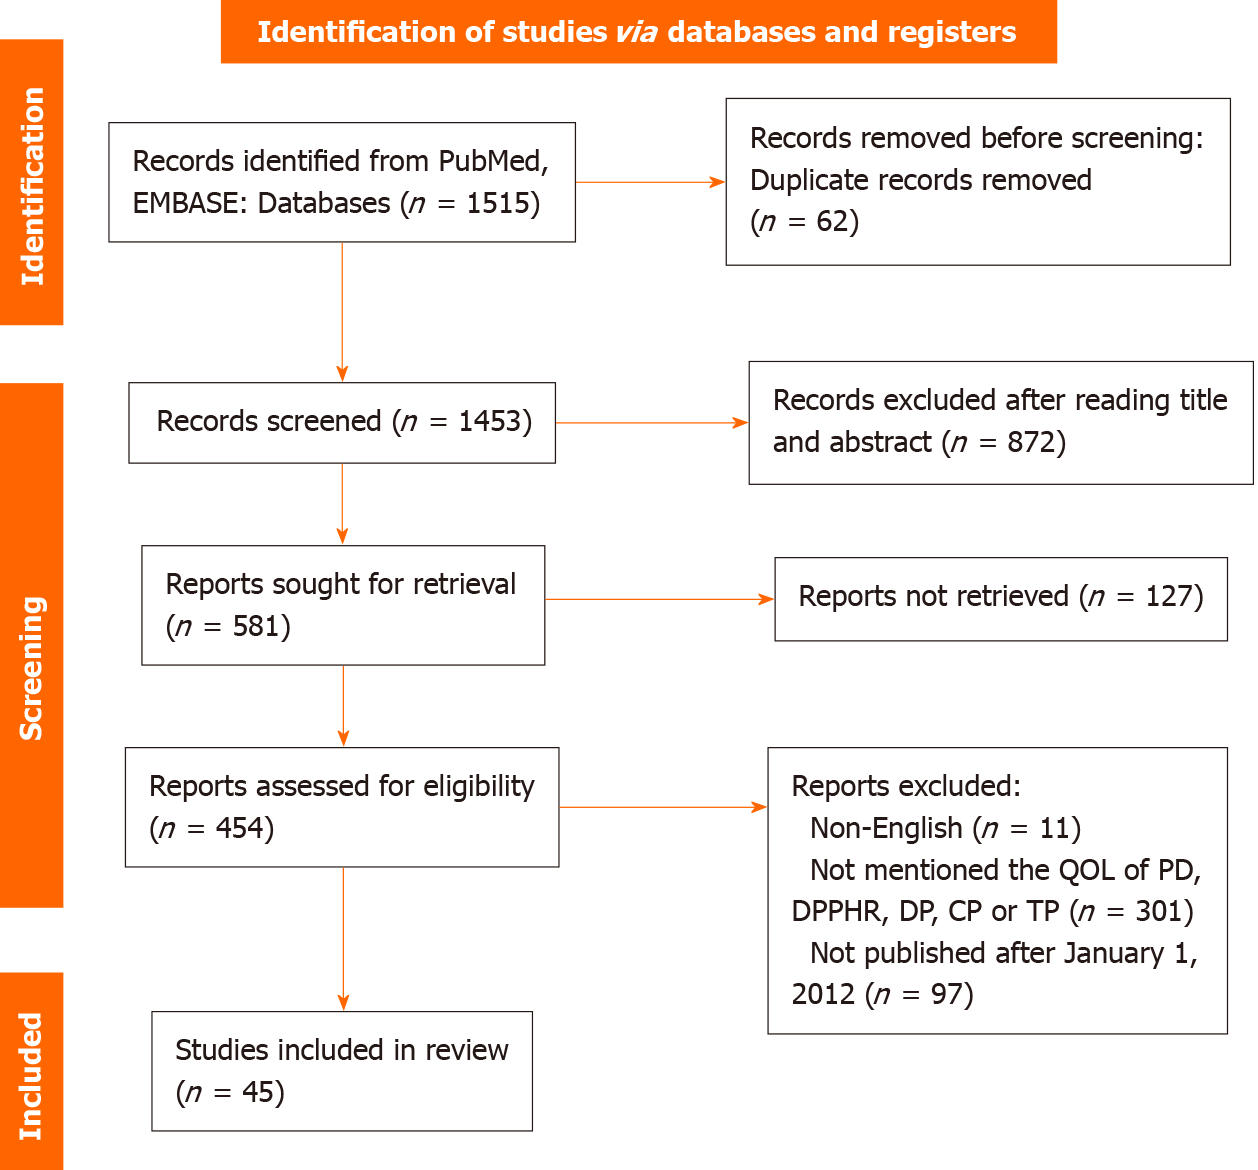 Identification of studies via databases and registers
Identification
Records identified from PubMed,
EMBASE: Databases (n = 1515)
Records removed before screening:
Duplicate records removed
(n = 62)
Screening
Records screened (n = 1453)
Records excluded after reading title
and abstract (n = 872)
Reports sought for retrieval
(n = 581)
Reports not retrieved (n = 127)
Reports assessed for eligibility
(n = 454)
Reports excluded:
Non-English (n = 11)
Not mentioned the QOL of PD,
DPPHR, DP, CP or TP (n = 301)
Not published after January 1,
2012 (n = 97)
Included
Studies included in review
(n = 45)